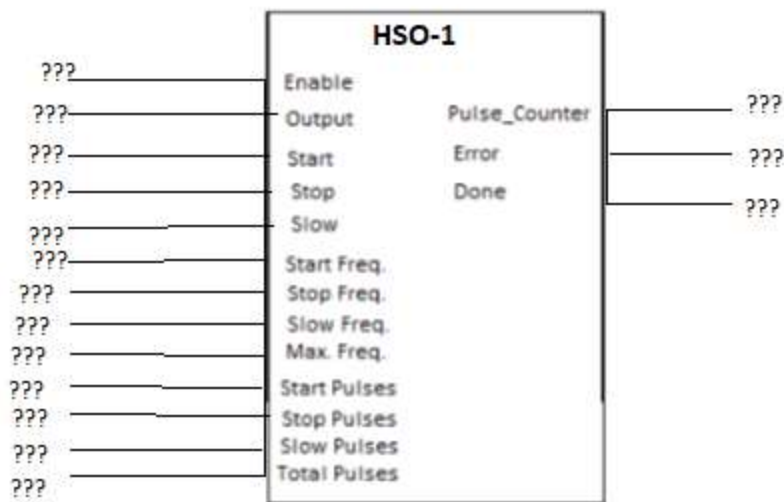 HSO-1
??? Enable
??? Output Pulse_Counter ???
??? Start Error ???
??? Stop Done ???
??? Slow
??? Start Freq.
??? Stop Freq.
??? Slow Freq.
??? Max. Freq.
??? Start Pulses
??? Stop Pulses
??? Slow Pulses
??? Total Pulses